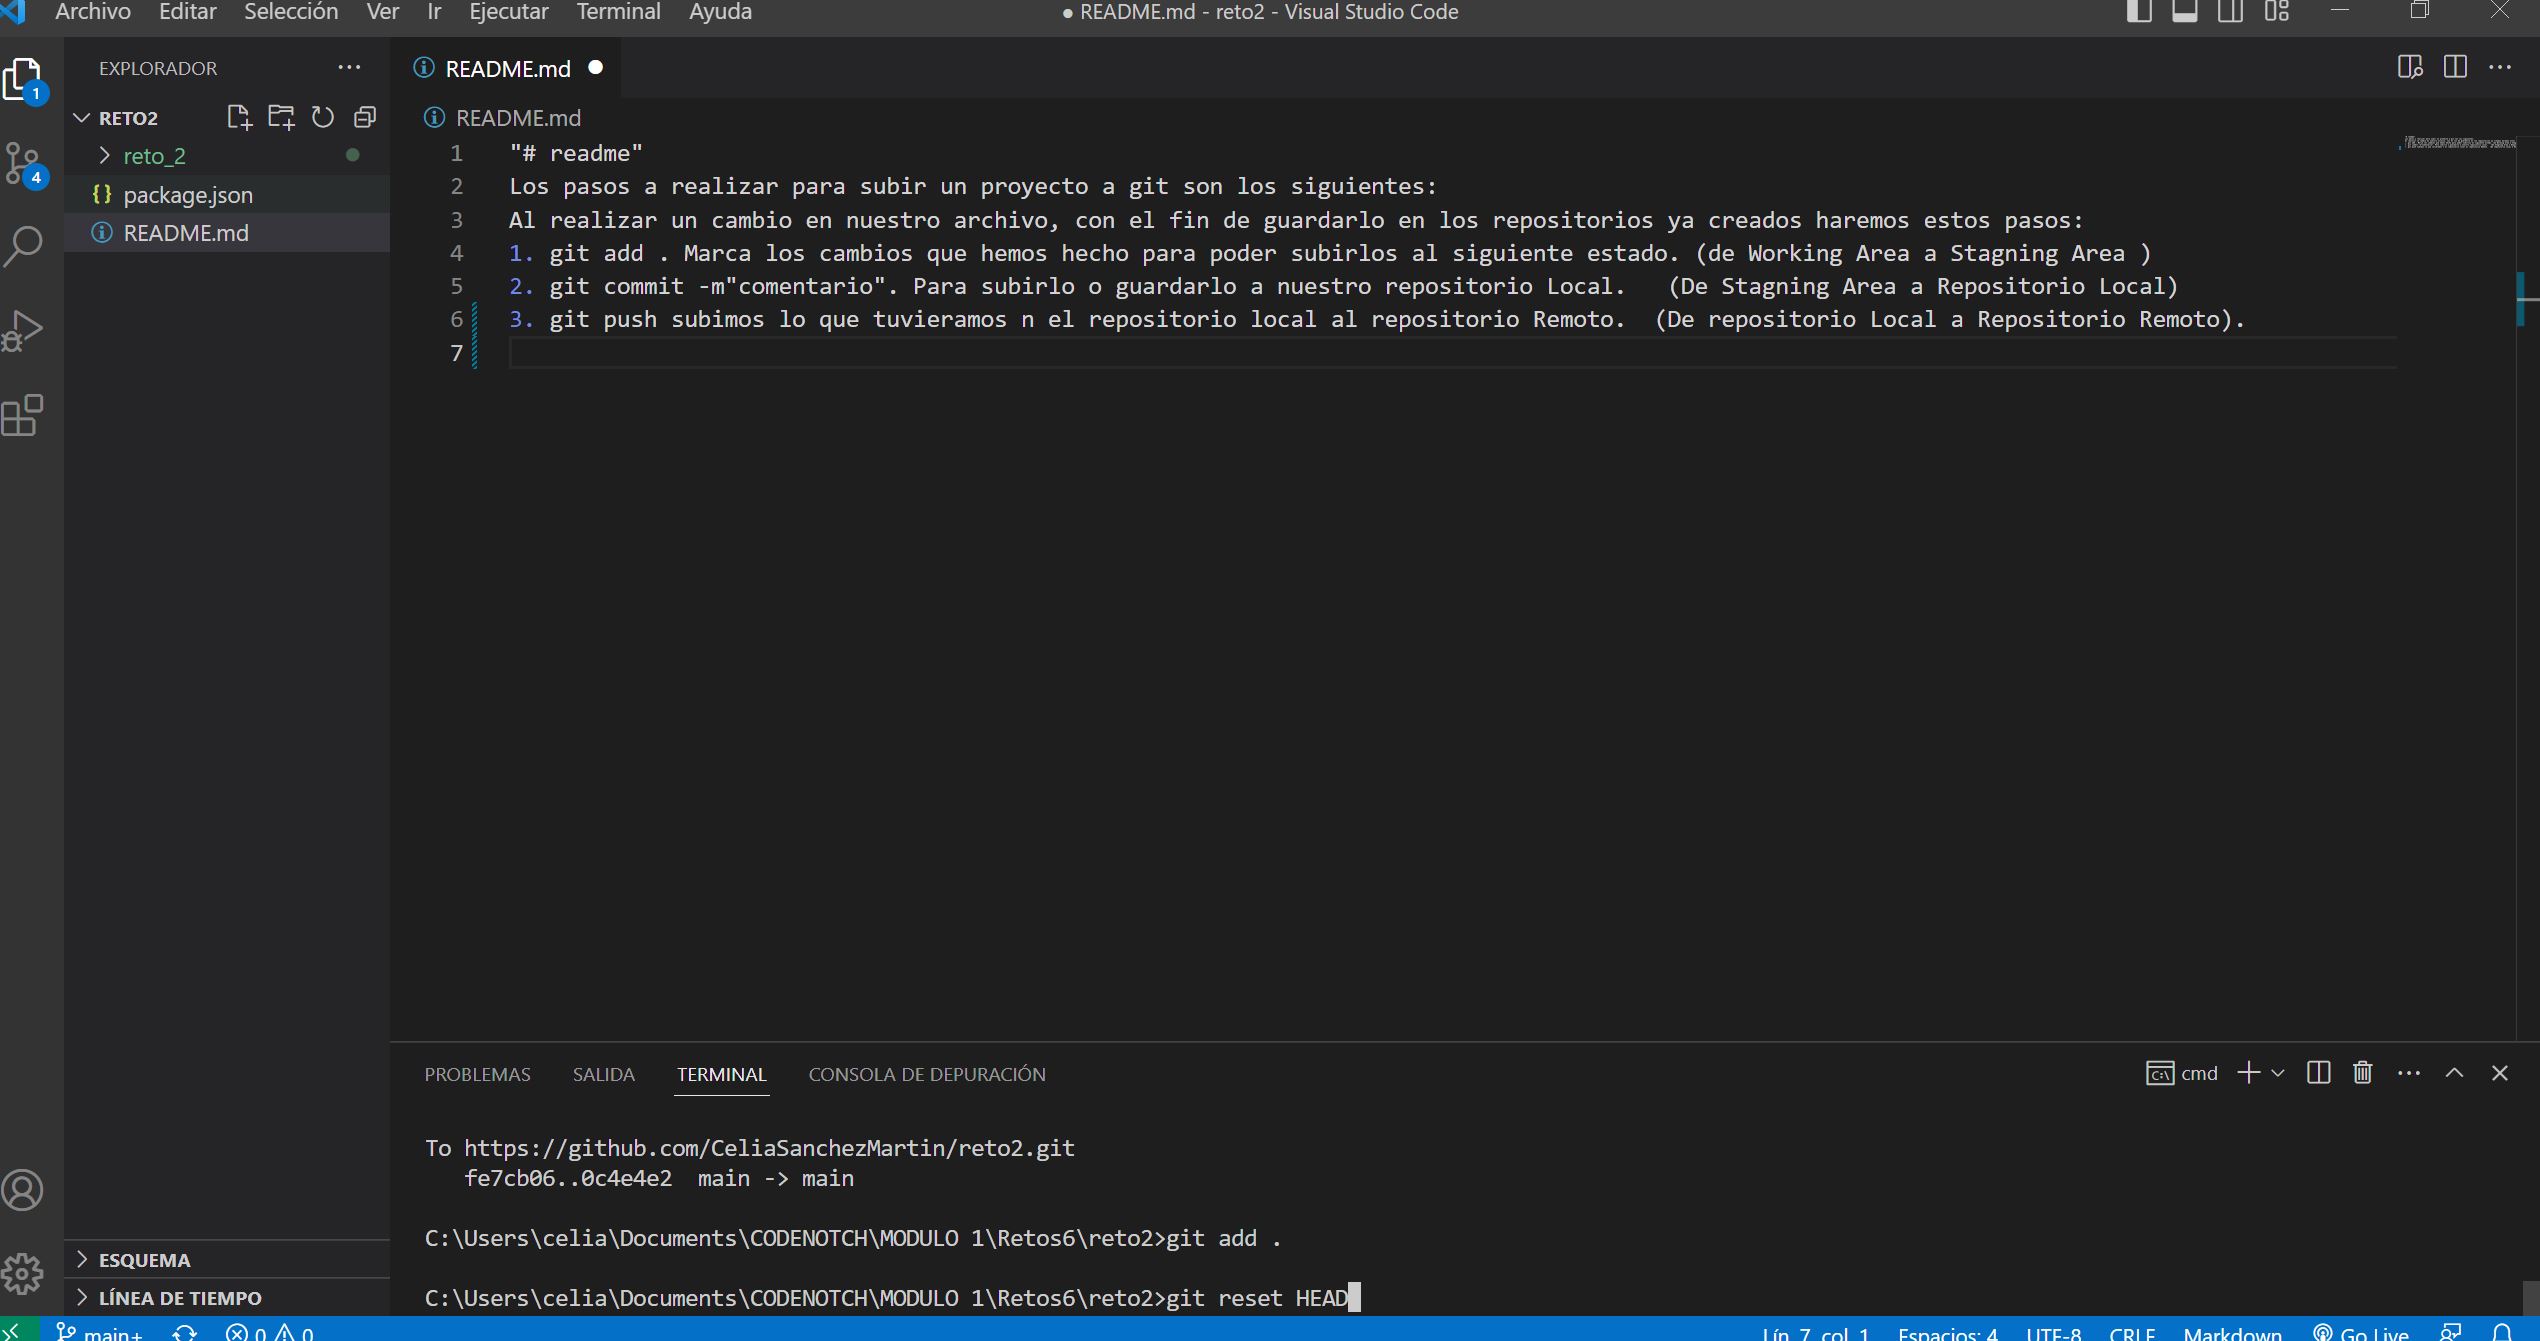 Archivo Editar Selección Ver Ir Ejecutar Terminal Ayuda ● README.md - reto2 - Visual Studio Code
EXPLORADOR ···
README.md ●
1
RETO2
README.md
reto_2
4
package.json
README.md
1 "# readme"
2 Los pasos a realizar para subir un proyecto a git son los siguientes:
3 Al realizar un cambio en nuestro archivo, con el fin de guardarlo en los repositorios ya creados haremos estos pasos:
4 1. git add . Marca los cambios que hemos hecho para poder subirlos al siguiente estado. (de Working Area a Stagning Area )
5 2. git commit -m"comentario". Para subirlo o guardarlo a nuestro repositorio Local. (De Stagning Area a Repositorio Local)
6 3. git push subimos lo que tuvieramos n el repositorio local al repositorio Remoto. (De repositorio Local a Repositorio Remoto).
7
PROBLEMAS SALIDA TERMINAL CONSOLA DE DEPURACIÓN cmd
To https://github.com/CeliaSanchezMartin/reto2.git
fe7cb06..0c4e4e2 main -> main
C:\Users\celia\Documents\CODENOTCH\MODULO 1\Retos6\reto2>git add .
C:\Users\celia\Documents\CODENOTCH\MODULO 1\Retos6\reto2>git reset HEAD
ESQUEMA
LÍNEA DE TIEMPO
main+ 0 0 Lín. 7, col. 1 Espacios: 4 UTF-8 CRLF Markdown Go Live